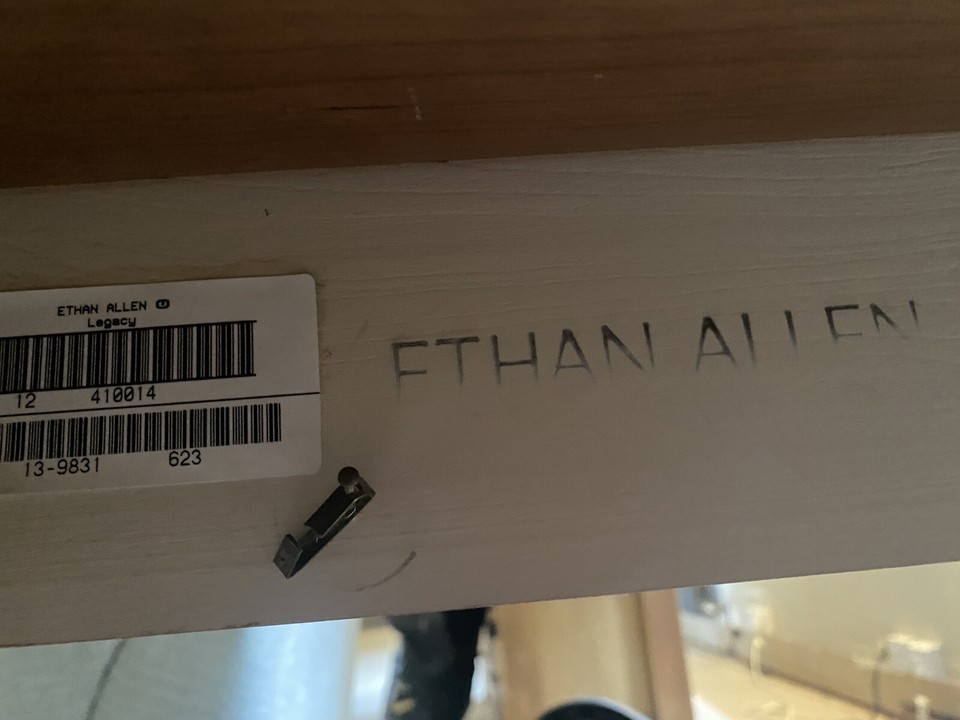 ETHAN ALLEN ®
Legacy
12 410014
13-9831 623
ETHAN ALLEN